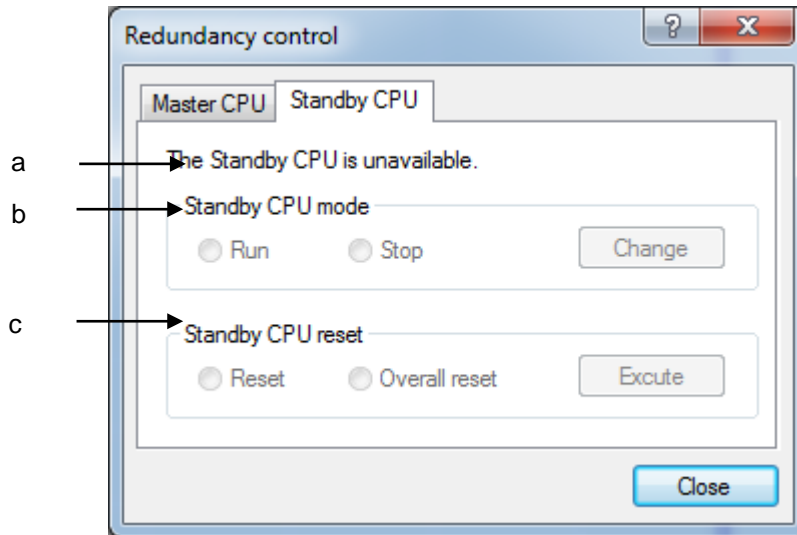 Redundancy control
Master CPU Standby CPU
a The Standby CPU is unavailable.
b Standby CPU mode
Run Stop Change
c Standby CPU reset
Reset Overall reset Excute
Close